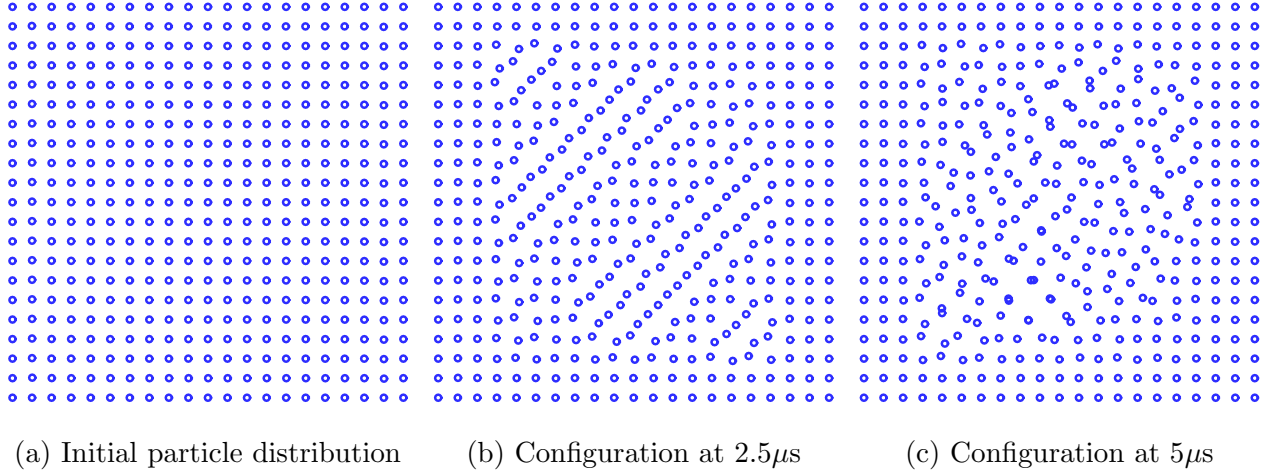 (a) Initial particle distribution (b) Configuration at 2.5μs (c) Configuration at 5μs